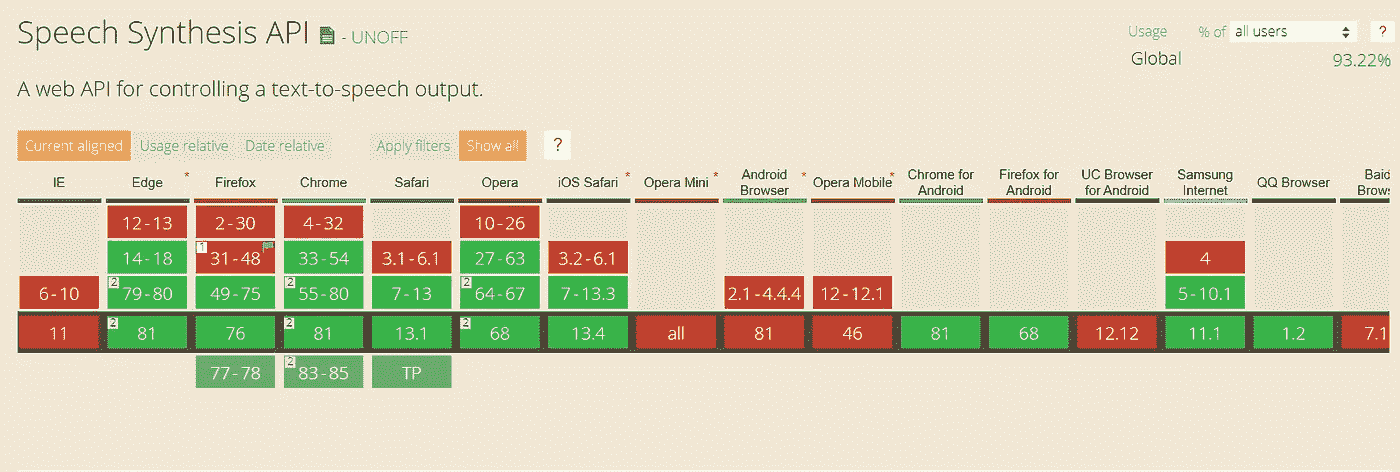 Speech Synthesis API - UNOFF
Usage % of all users ?
Global 93.22%
A web API for controlling a text-to-speech output.
Current aligned Usage relative Date relative Apply filters Show all ?
IE Edge * Firefox Chrome Safari Opera iOS Safari * Opera Mini * Android Browser * Opera Mobile * Chrome for Android Firefox for Android UC Browser for Android Samsung Internet QQ Browser Baid Brows
12-13 2-30 4-32 10-26
14-18 1 31-48 33-54 3.1-6.1 27-63 3.2-6.1 4
6-10 2 79-80 49-75 2 55-80 7-13 2 64-67 7-13.3 2.1-4.4.4 12-12.1 5-10.1
11 2 81 76 2 81 13.1 2 68 13.4 all 81 46 81 68 12.12 11.1 1.2 7.1
77-78 2 83-85 TP